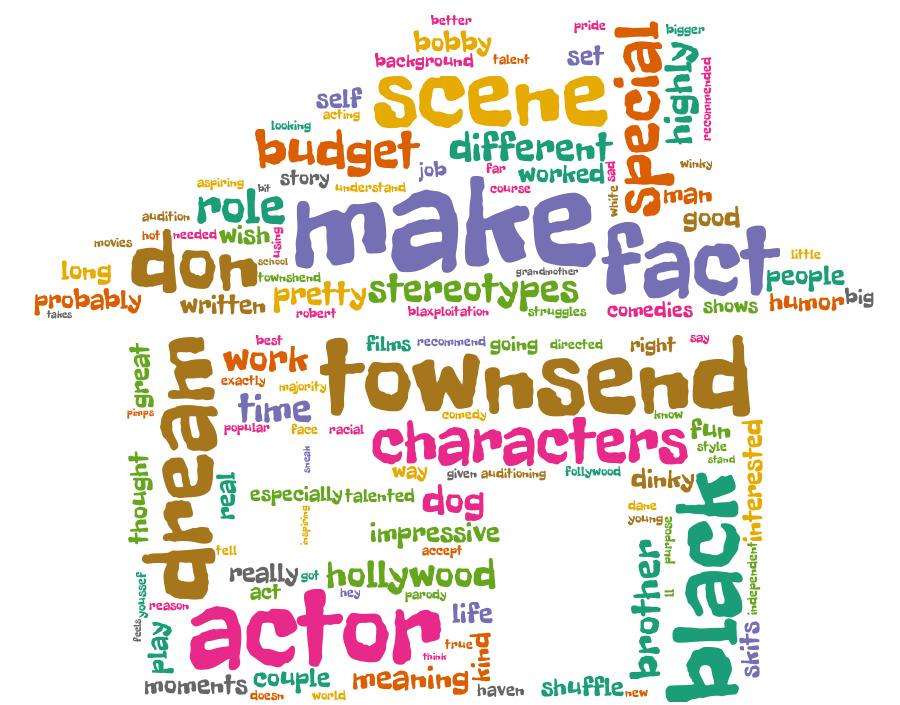 better
pride
bigger
bobby
background
talent
set
special
highly
recommended
self
scene
acting
looking
budget
different
story
job
far
worked
sad
winky
aspiring
bit
understand
course
white
man
audition
role
make
good
movies
hot
needed
wish
using
fact
little
don
school
long
townshend
grandmother
people
probably
written
pretty
stereotypes
comedies
shows
humor
big
takes
robert
blaxploitation
struggles
great
dream
best
work
townsend
films
recommend
going
directed
right
say
exactly
majority
pimps
time
comedy
know
popular
face
racial
characters
fun
style
stand
interested
thought
real
sneak
way
given
auditioning
follywood
dinky
black
especially
talented
dog
dane
young
purpose
inspiring
impressive
tell
accept
brother
independent
youssef
really
got
hollywood
ll
act
hey
parody
reason
actor
life
feels
play
true
think
kind
skits
moments
couple
meaning
haven
shuffle
new
doesn
world